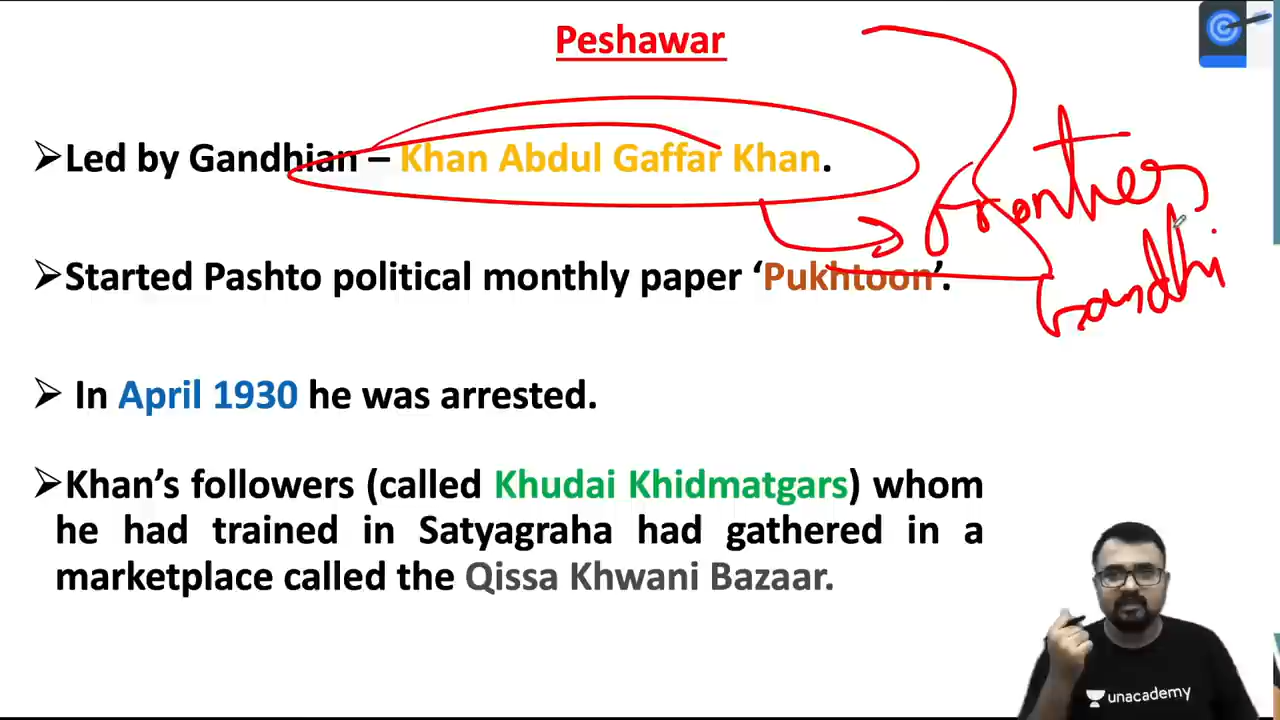 Peshawar
➢Led by Gandhian – Khan Abdul Gaffar Khan.
Frontier
Gandhi
➢Started Pashto political monthly paper ‘Pukhtoon’.
➢ In April 1930 he was arrested.
➢Khan’s followers (called Khudai Khidmatgars) whom
he had trained in Satyagraha had gathered in a
marketplace called the Qissa Khwani Bazaar.
unacademy